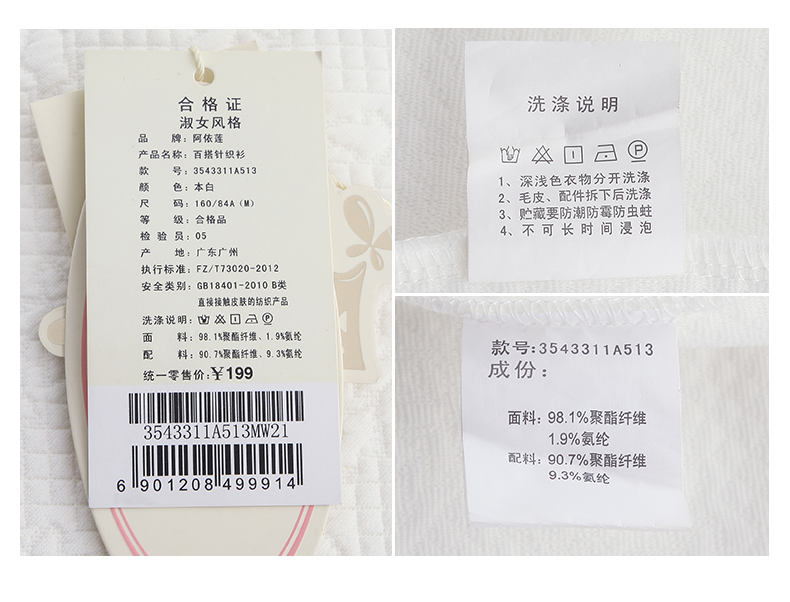 合格证
淑女风格
品 牌: 阿依莲
产品名称: 百搭针织衫
款 号: 3543311A513
颜 色: 本白
尺 码: 160/84A(M)
等 级: 合格品
检 验 员: 05
产 地: 广东广州
执行标准: FZ/T73020-2012
安全类别: GB18401-2010 B类
直接接触皮肤的纺织产品
洗涤说明:
面 料: 98.1%聚酯纤维、1.9%氨纶
配 料: 90.7%聚酯纤维、9.3%氨纶
统一零售价:￥199
3543311A513MW21
6 901208 499914
洗涤说明
1、深浅色衣物分开洗涤
2、毛皮、配件拆下后洗涤
3、贮藏要防潮防霉防虫蛀
4、不可长时间浸泡
款号:3543311A513
成份:
面料: 98.1%聚酯纤维
1.9%氨纶
配料: 90.7%聚酯纤维
9.3%氨纶